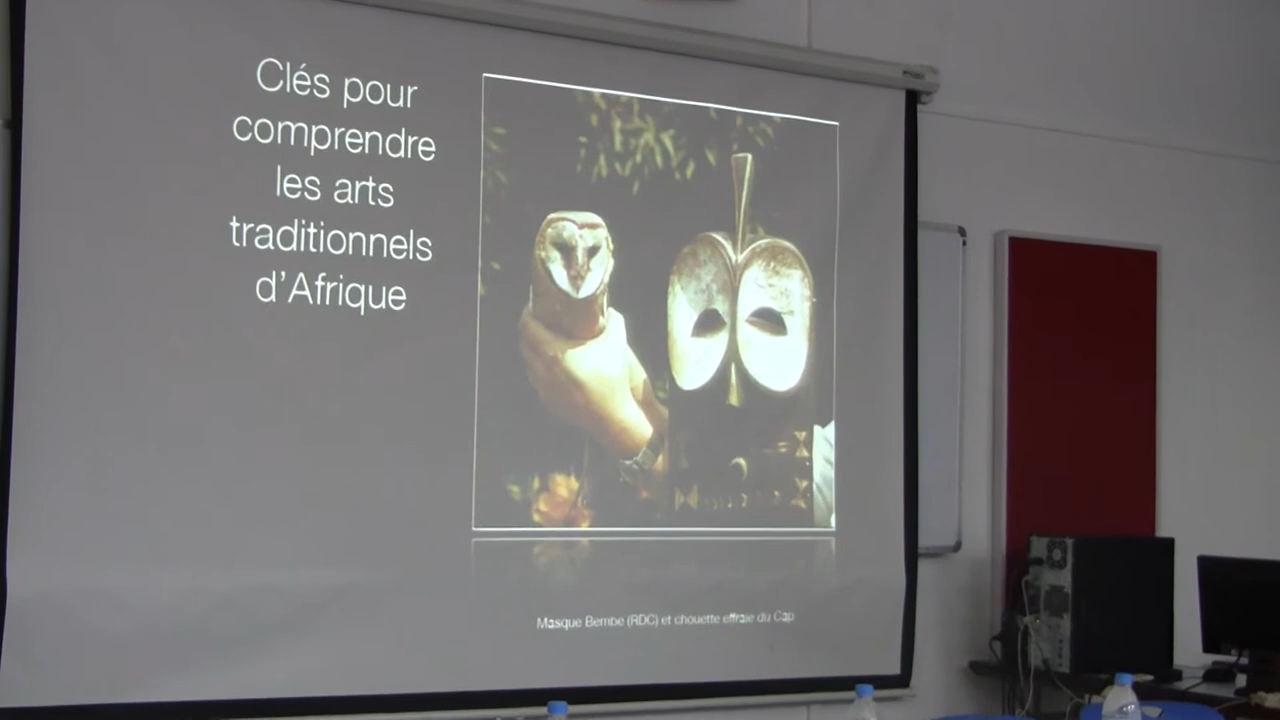 Clés pour
comprendre
les arts
traditionnels
d'Afrique
Masque Bembe (RDC) et chouette effraie du Cap